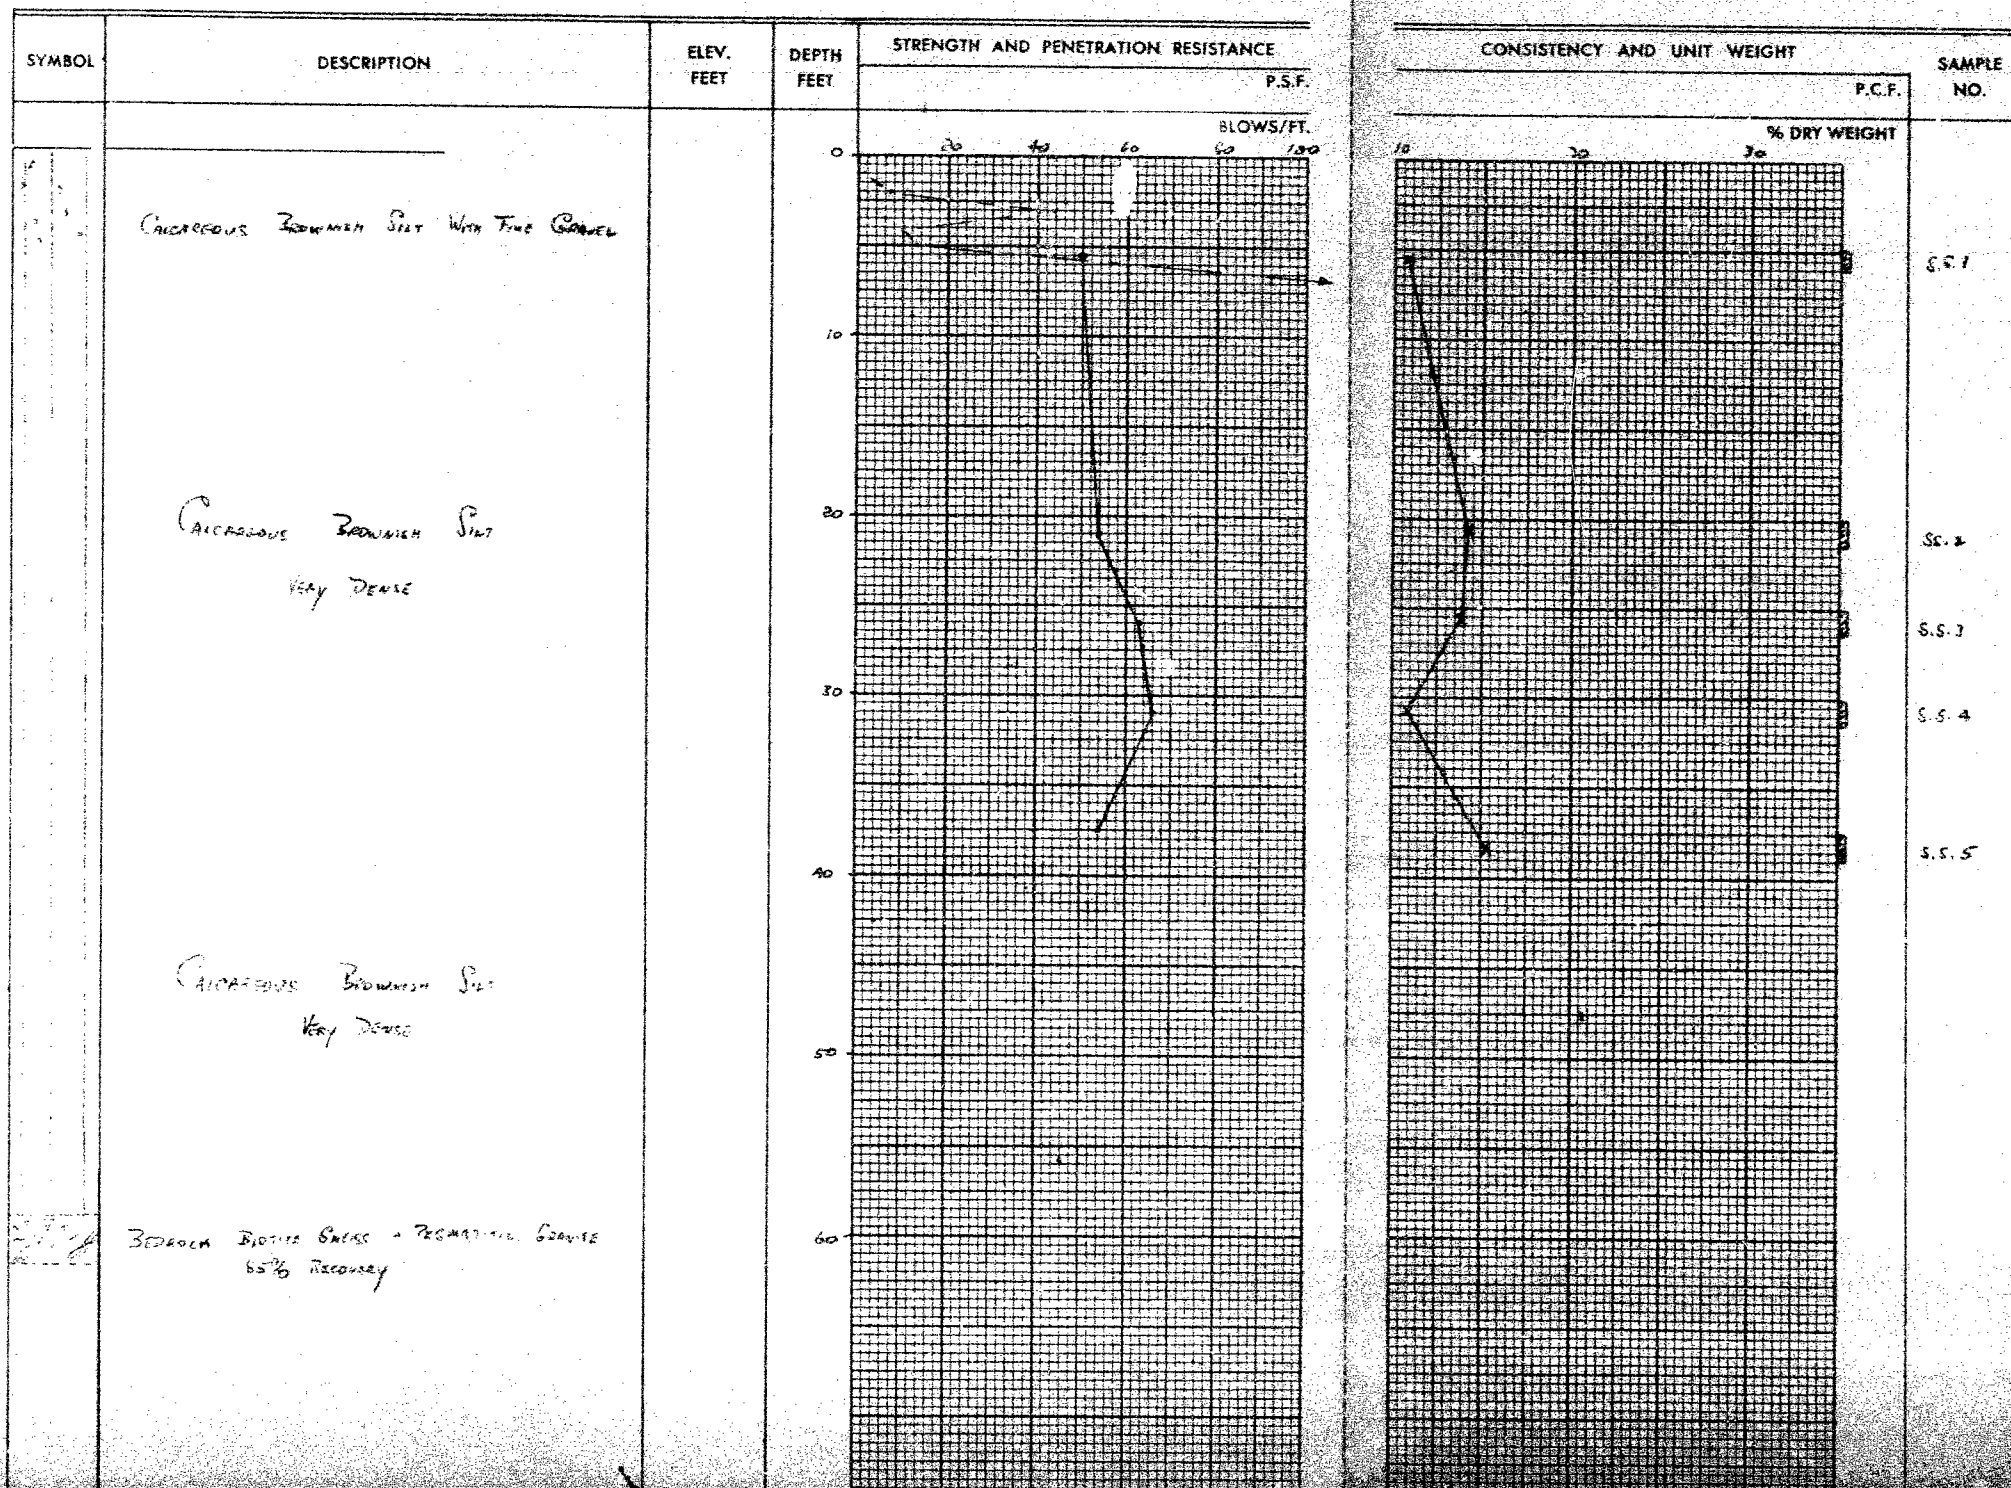 SYMBOL
DESCRIPTION
ELEV.
FEET
DEPTH
FEET
STRENGTH AND PENETRATION RESISTANCE
P.S.F.
BLOWS/FT.
CONSISTENCY AND UNIT WEIGHT
P.C.F.
% DRY WEIGHT
SAMPLE
NO.
20 40 60 80 100
10 20 30
0
CALCAREOUS BROWNISH SILT WITH FINE GRAVEL
S.S.1
10
20
CALCAREOUS BROWNISH SILT
VERY DENSE
SS.2
S.S.3
30
S.S.4
S.S.5
40
CALCAREOUS BROWNISH SILT
VERY DENSE
50
BEDROCK BIOTITE GNEISS PEGMATITIC GRANITE
60
RECOVERY